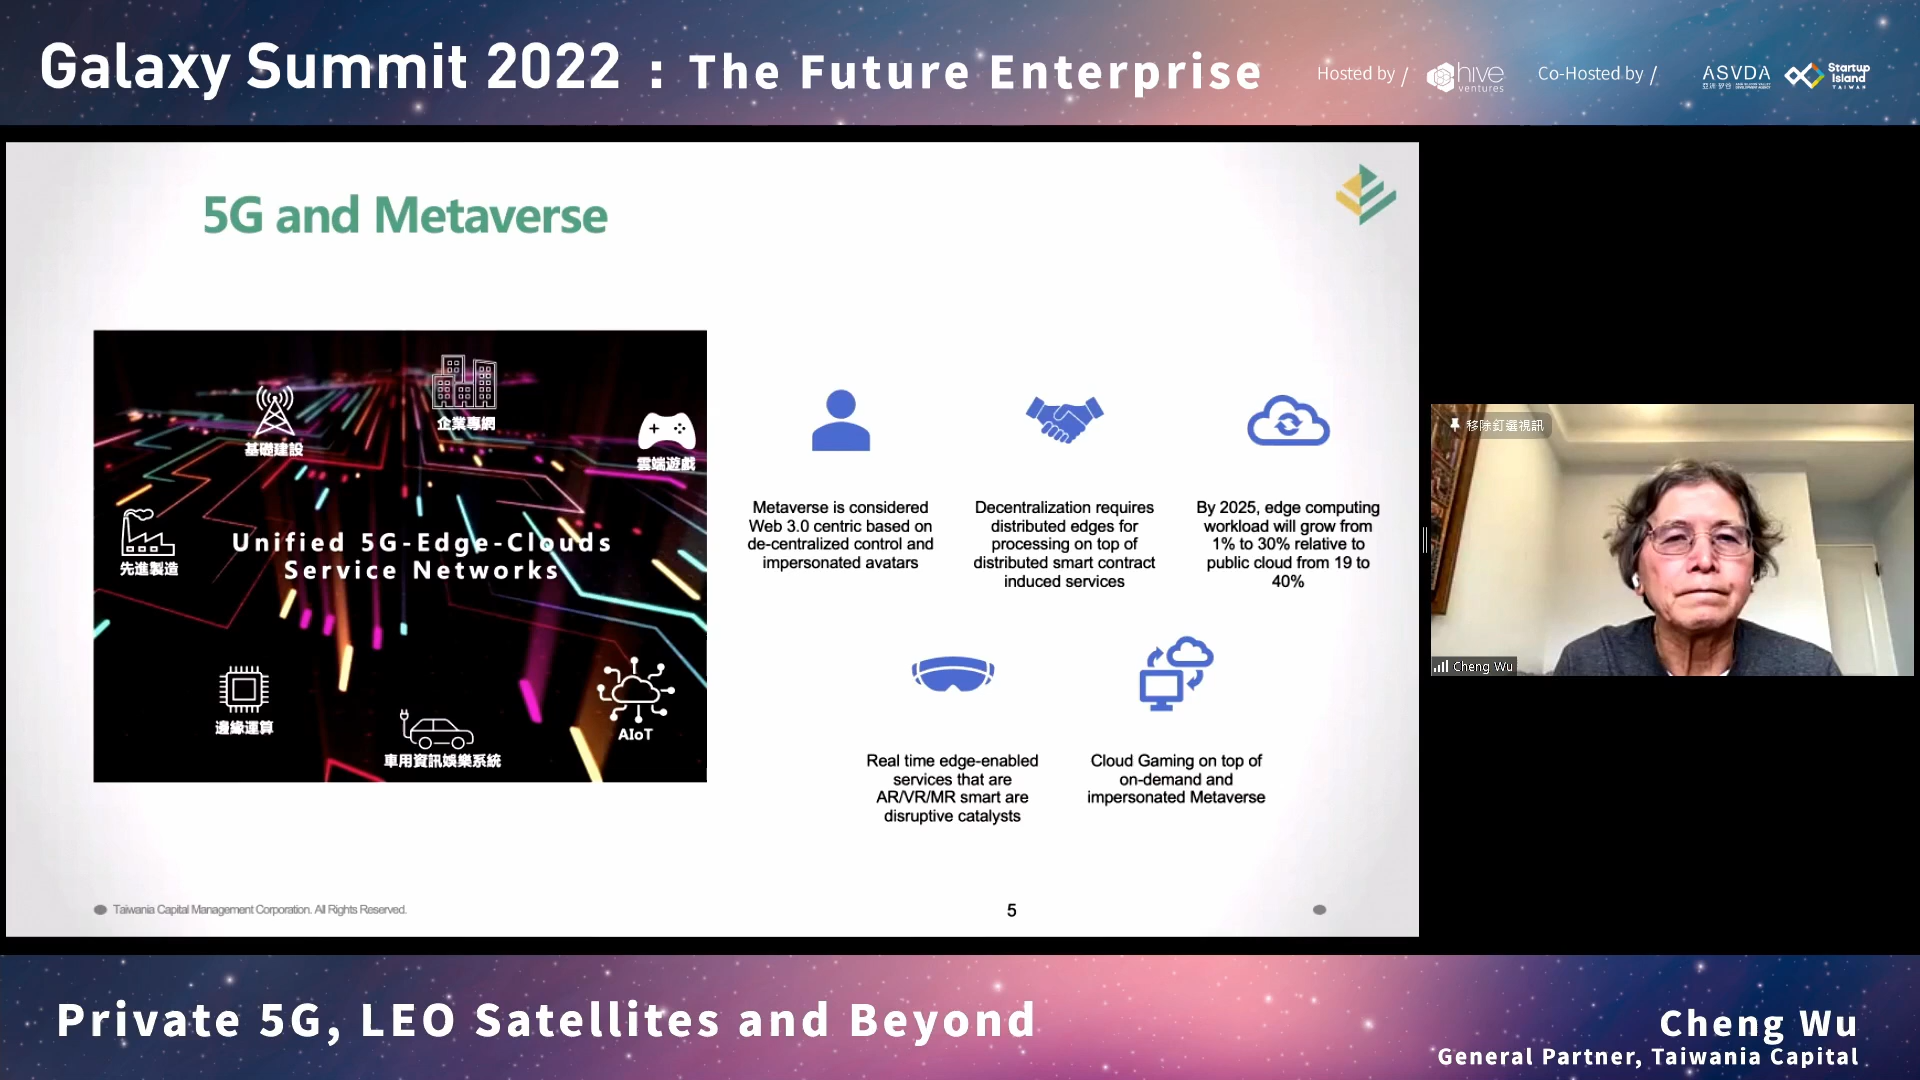 Galaxy Summit 2022 : The Future Enterprise
Hosted by /
hive
ventures
Co-Hosted by /
ASVDA
Startup
Island
TAIWAN
5G and Metaverse
企業專網
基礎建設
雲端遊戲
先進製造
Unified 5G-Edge-Clouds
Service Networks
邊緣運算
車用資訊娛樂系統
AIoT
Metaverse is considered
Web 3.0 centric based on
de-centralized control and
impersonated avatars
Decentralization requires
distributed edges for
processing on top of
distributed smart contract
induced services
By 2025, edge computing
workload will grow from
1% to 30% relative to
public cloud from 19 to
40%
Real time edge-enabled
services that are
AR/VR/MR smart are
disruptive catalysts
Cloud Gaming on top of
on-demand and
impersonated Metaverse
Taiwania Capital Management Corporation. All Rights Reserved.
5
移除釘選視訊
Cheng Wu
Private 5G, LEO Satellites and Beyond
Cheng Wu
General Partner, Taiwania Capital